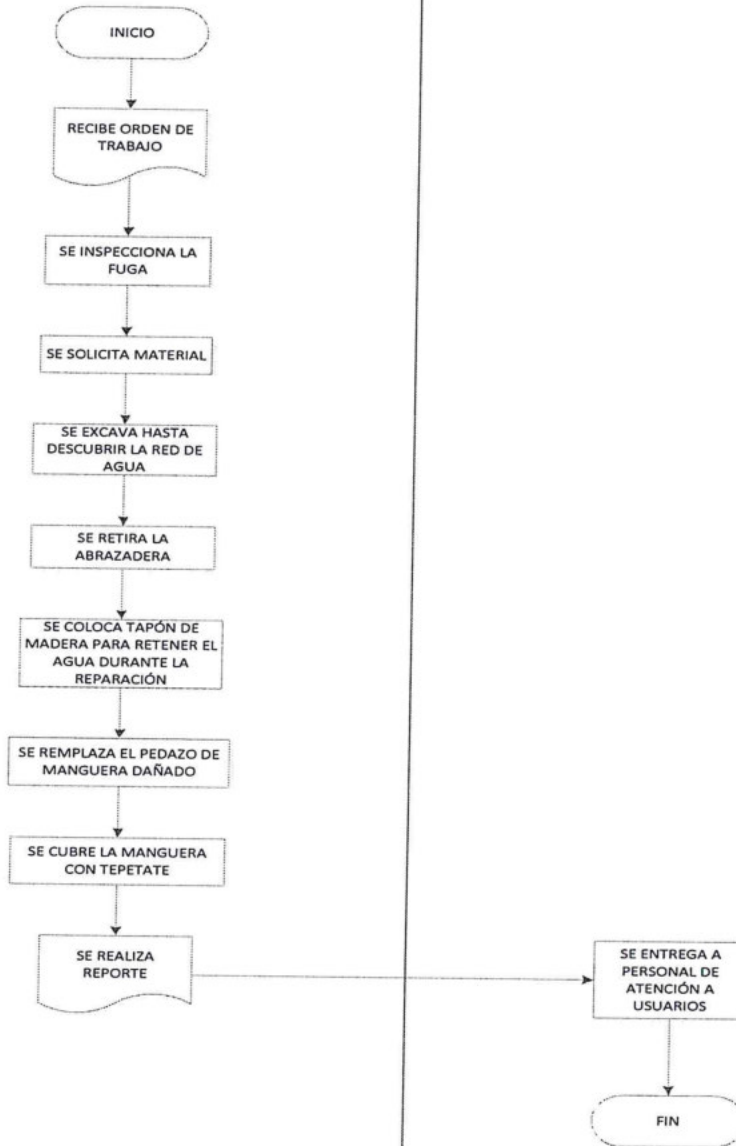 INICIO
RECIBE ORDEN DE
TRABAJO
SE INSPECCIONA LA
FUGA
SE SOLICITA MATERIAL
SE EXCAVA HASTA
DESCUBRIR LA RED DE
AGUA
SE RETIRA LA
ABRAZADERA
SE COLOCA TAPÓN DE
MADERA PARA RETENER EL
AGUA DURANTE LA
REPARACIÓN
SE REMPLAZA EL PEDAZO DE
MANGUERA DAÑADO
SE CUBRE LA MANGUERA
CON TEPETATE
SE REALIZA
REPORTE
SE ENTREGA A
PERSONAL DE
ATENCIÓN A
USUARIOS
FIN